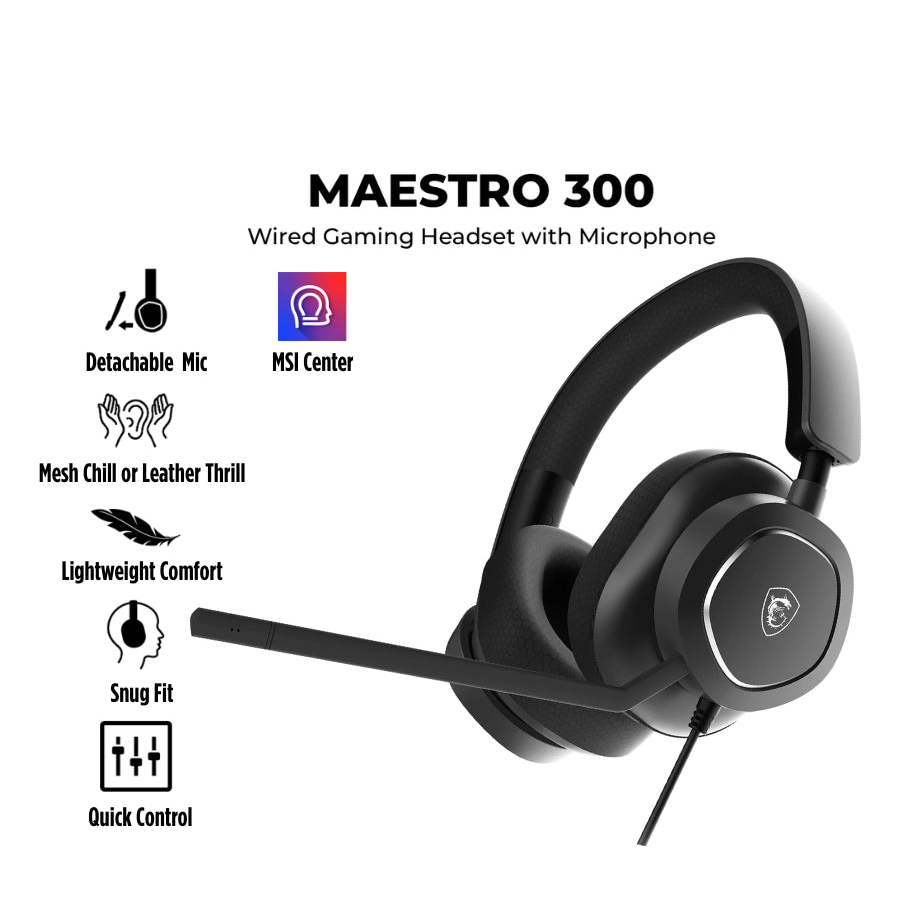 MAESTRO 300
Wired Gaming Headset with Microphone
Detachable Mic
MSI Center
Mesh Chill or Leather Thrill
Lightweight Comfort
Snug Fit
Quick Control